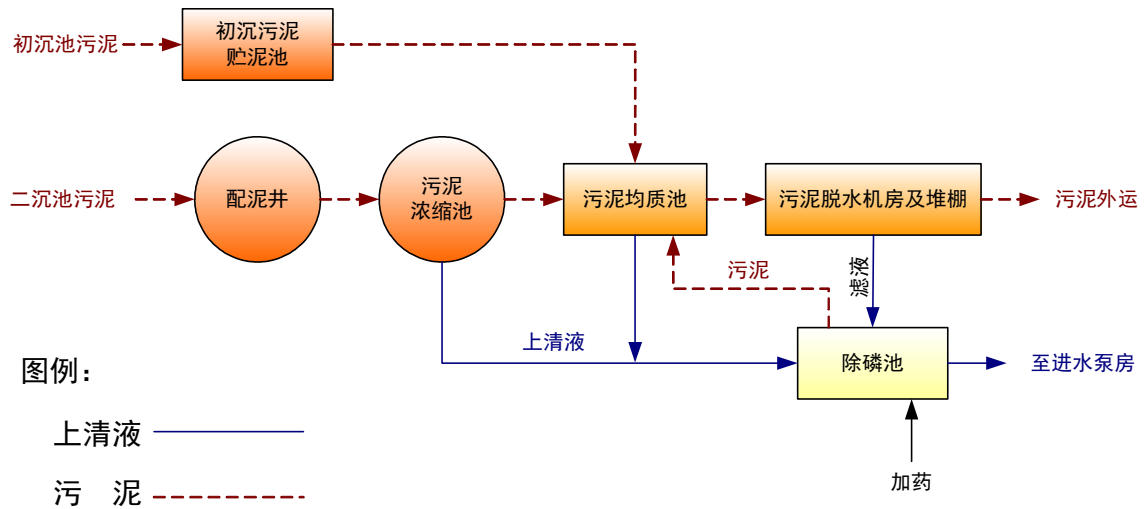 初沉池污泥
初沉污泥
贮泥池
二沉池污泥
配泥井
污泥
浓缩池
污泥均质池
污泥脱水机房及堆棚
污泥外运
污泥
滤液
上清液
除磷池
至进水泵房
加药
图例：
上清液
污 泥